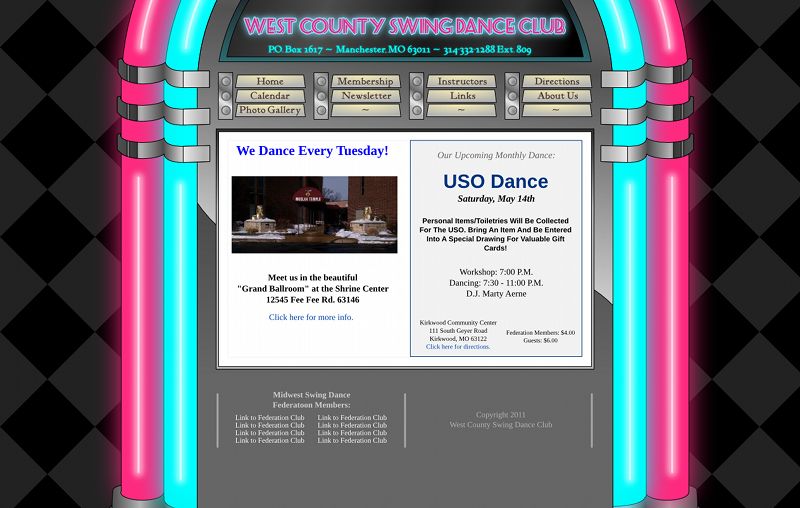 WEST COUNTY SWING DANCE CLUB
P.O. Box 1617 ~ Manchester, MO 63011 ~ 314-332-1288 Ext. 809
Home
Membership
Instructors
Directions
Calendar
Newsletter
Links
About Us
Photo Gallery
~
~
~
We Dance Every Tuesday!
MOOLAH TEMPLE
Meet us in the beautiful
"Grand Ballroom" at the Shrine Center
12545 Fee Fee Rd. 63146
Click here for more info.
Our Upcoming Monthly Dance:
USO Dance
Saturday, May 14th
Personal Items/Toiletries Will Be Collected
For The USO. Bring An Item And Be Entered
Into A Special Drawing For Valuable Gift
Cards!
Workshop: 7:00 P.M.
Dancing: 7:30 - 11:00 P.M.
D.J. Marty Aerne
Kirkwood Community Center
111 South Geyer Road
Kirkwood, MO 63122
Click here for directions.
Federation Members: $4.00
Guests: $6.00
Midwest Swing Dance
Federatoon Members:
Link to Federation Club
Link to Federation Club
Link to Federation Club
Link to Federation Club
Link to Federation Club
Link to Federation Club
Link to Federation Club
Link to Federation Club
Copyright 2011
West County Swing Dance Club